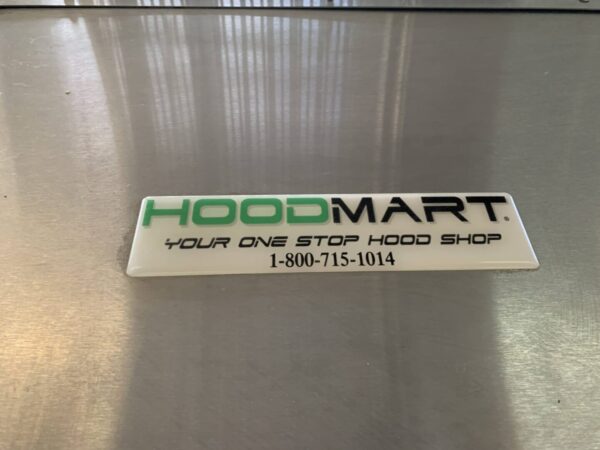 HOODMART®
YOUR ONE STOP HOOD SHOP
1-800-715-1014